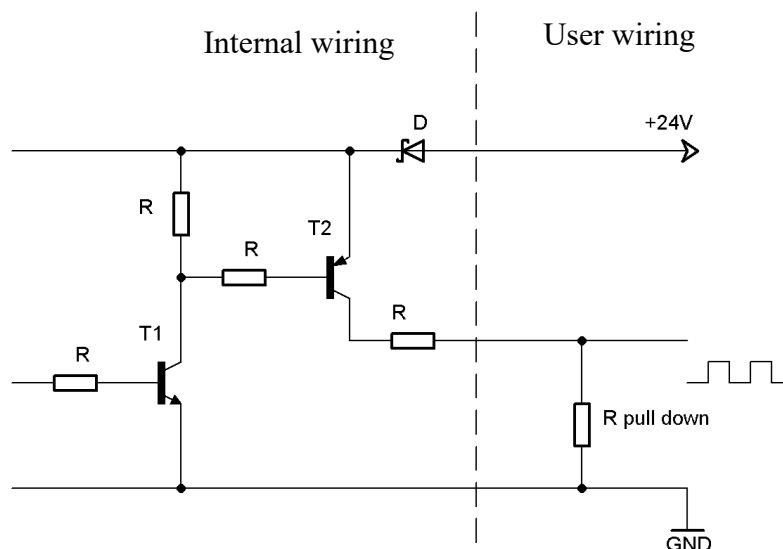 Internal wiring
User wiring
D
+24V
R
T2
R
R
T1
R
R pull down
GND